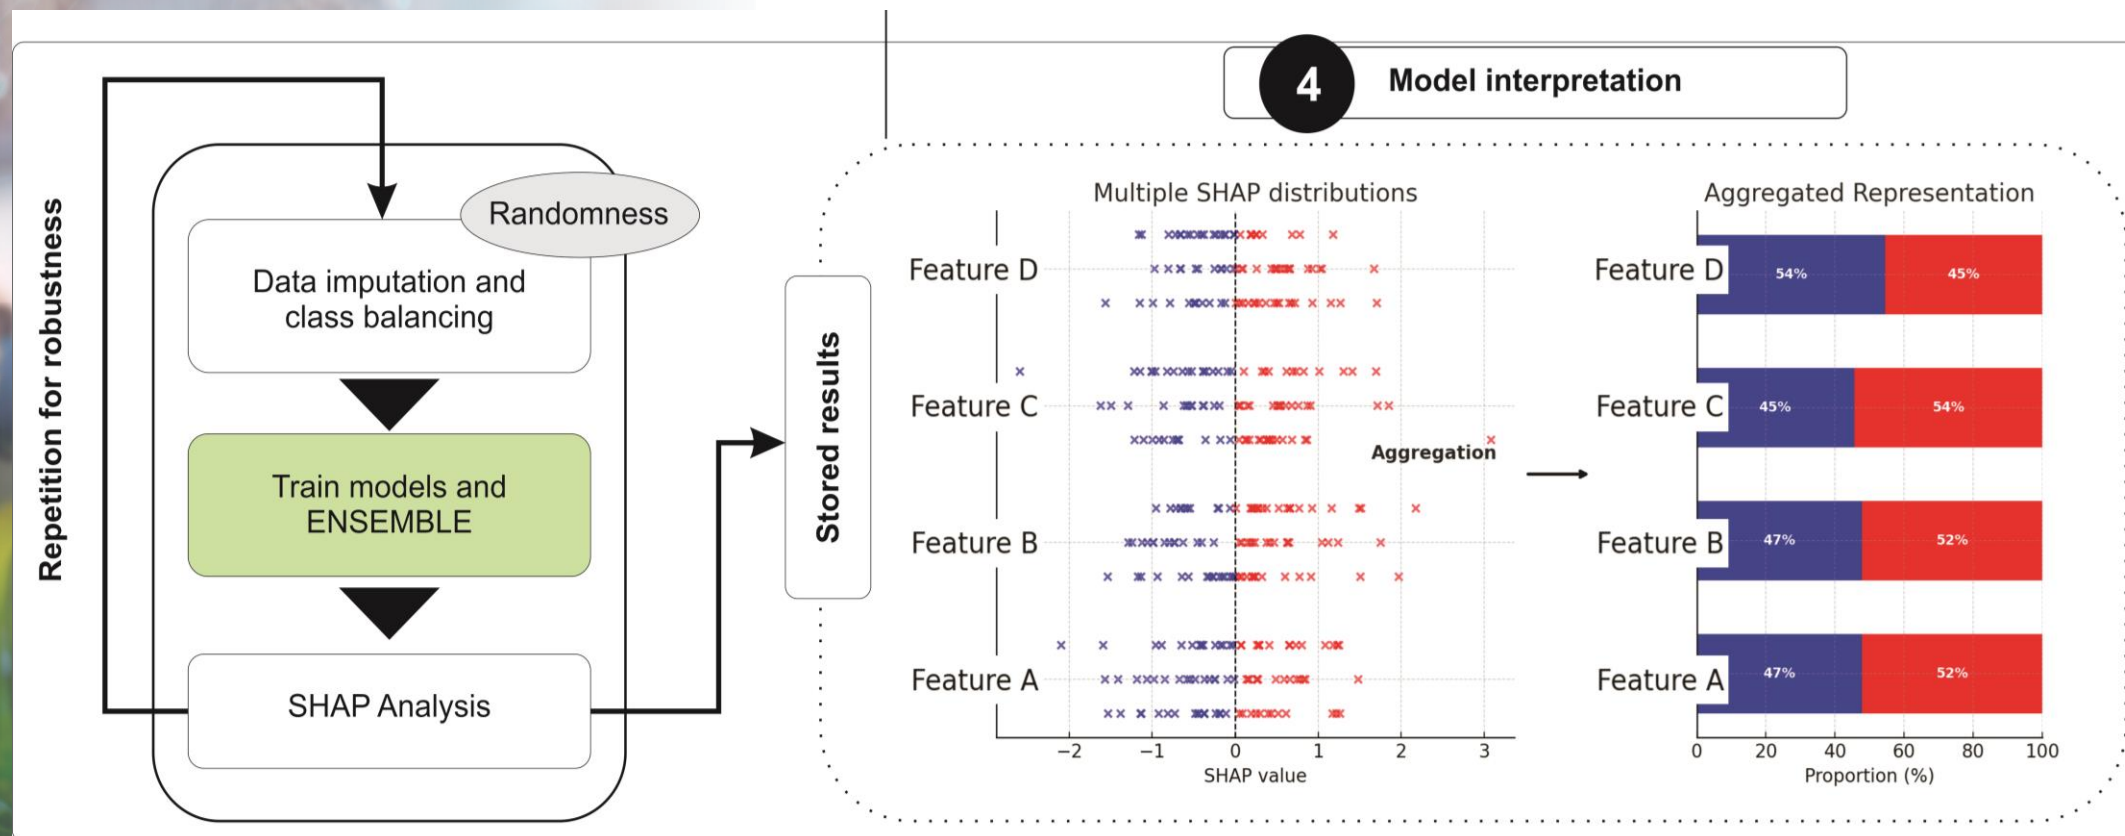 Repetition for robustness
Randomness
Data imputation and
class balancing
Train models and
ENSEMBLE
SHAP Analysis
Stored results
4
Model interpretation
Multiple SHAP distributions
Feature D
Feature C
Feature B
Feature A
−2 −1 0 1 2 3
SHAP value
Aggregation
Aggregated Representation
Feature D 54% 45%
Feature C 45% 54%
Feature B 47% 52%
Feature A 47% 52%
0 20 40 60 80 100
Proportion (%)